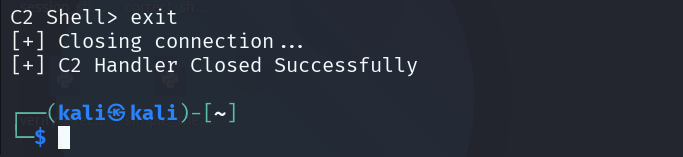 C2 Shell> exit
[+] Closing connection...
[+] C2 Handler Closed Successfully
┌──(kali㉿kali)-[~]
└─$